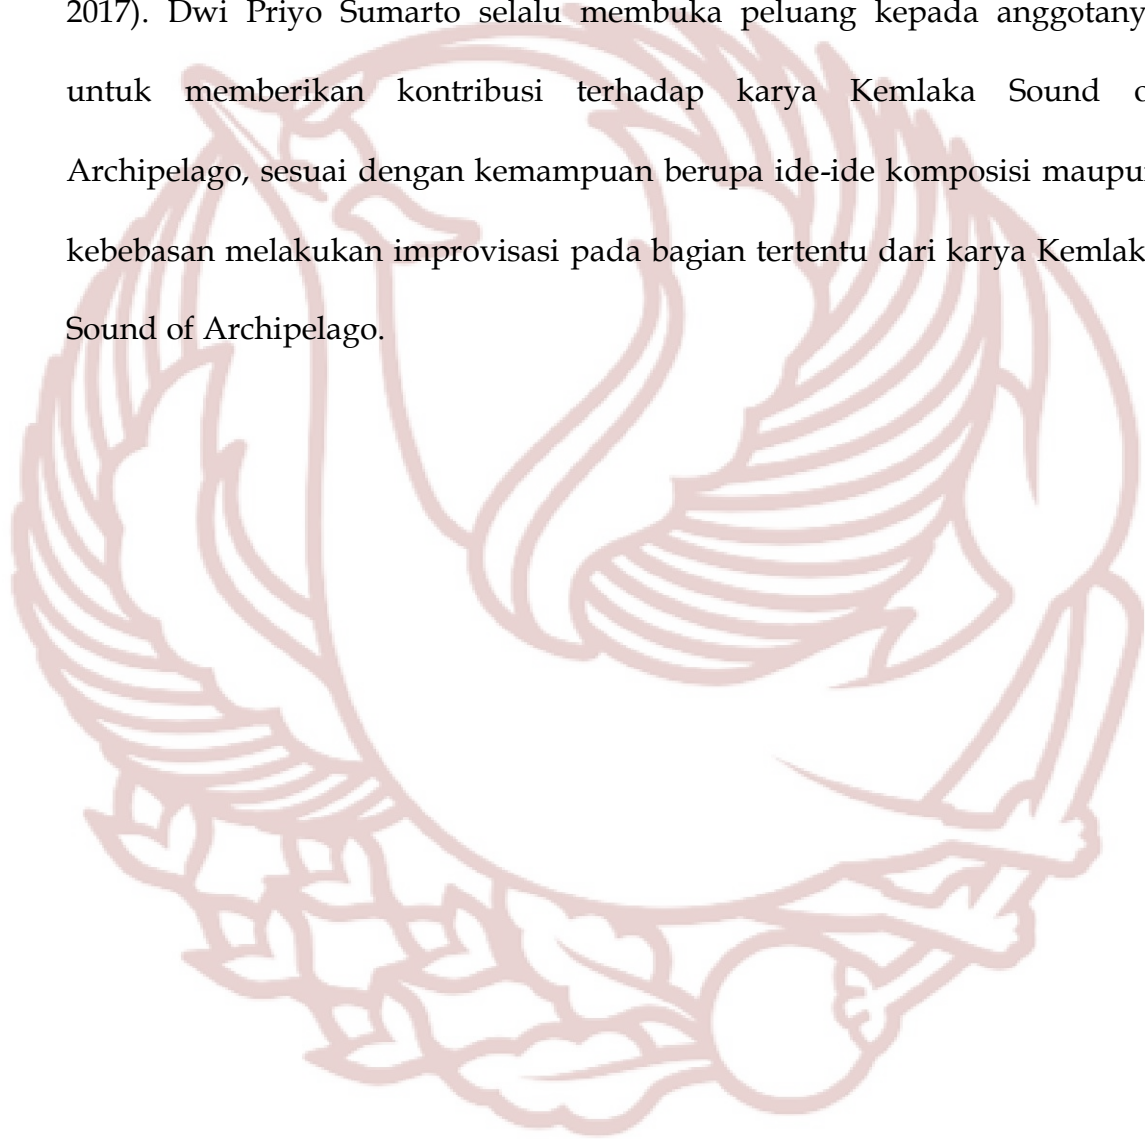 2017). Dwi Priyo Sumarto selalu membuka peluang kepada anggotany
untuk memberikan kontribusi terhadap karya Kemlaka Sound o
Archipelago, sesuai dengan kemampuan berupa ide-ide komposisi maupu
kebebasan melakukan improvisasi pada bagian tertentu dari karya Kemlak
Sound of Archipelago.